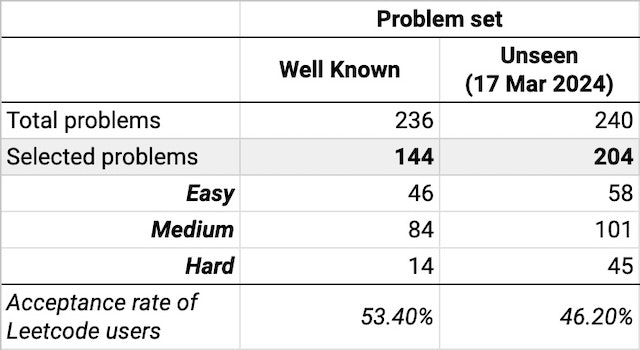 Problem set
Well Known
Unseen
(17 Mar 2024)
Total problems 236 240
Selected problems 144 204
Easy 46 58
Medium 84 101
Hard 14 45
Acceptance rate of
Leetcode users 53.40% 46.20%